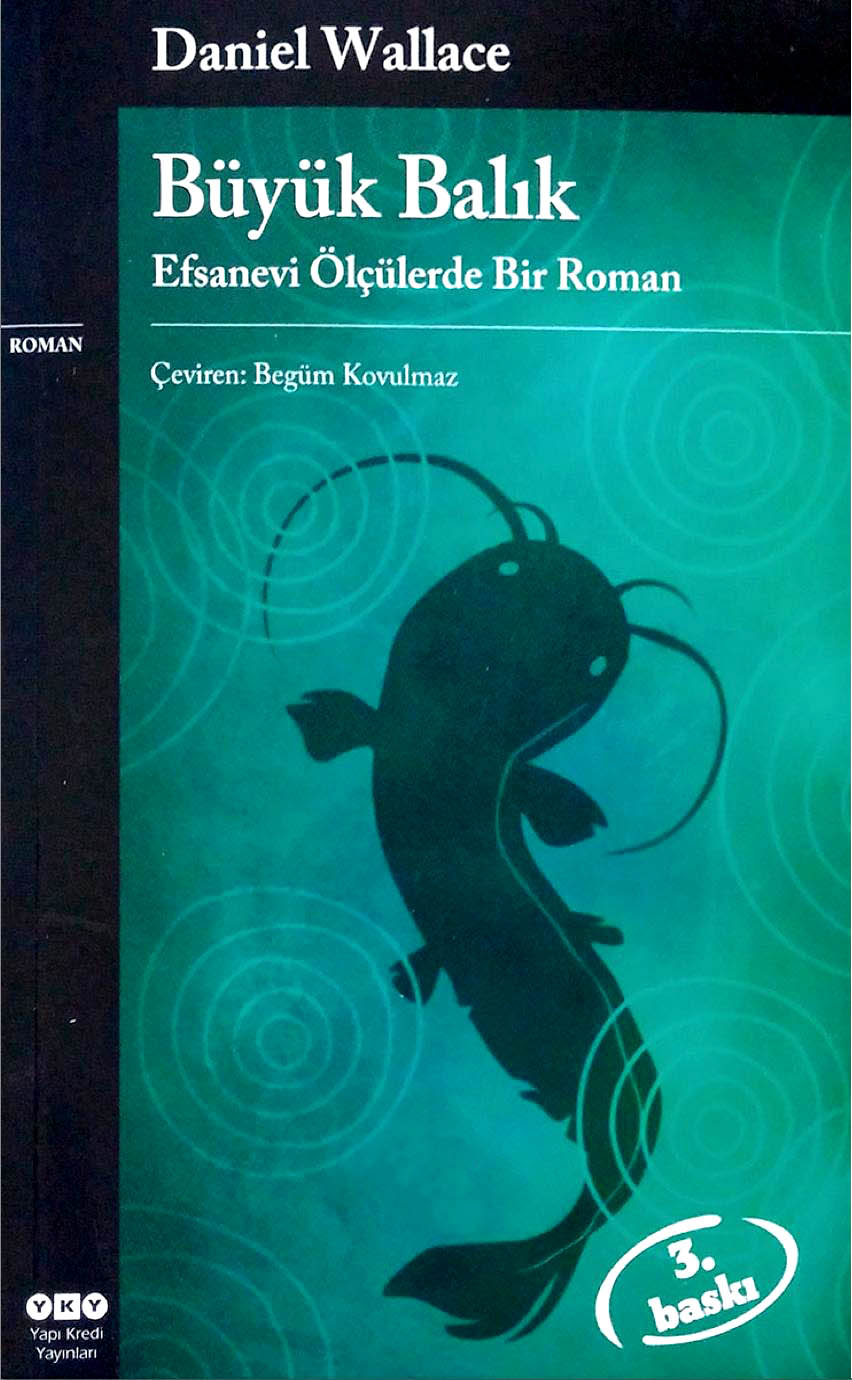 Daniel Wallace
Büyük Balık
Efsanevi Ölçülerde Bir Roman
ROMAN
Çeviren: Begüm Kovulmaz
3.
baskı
YKY
Yapı Kredi
Yayınları